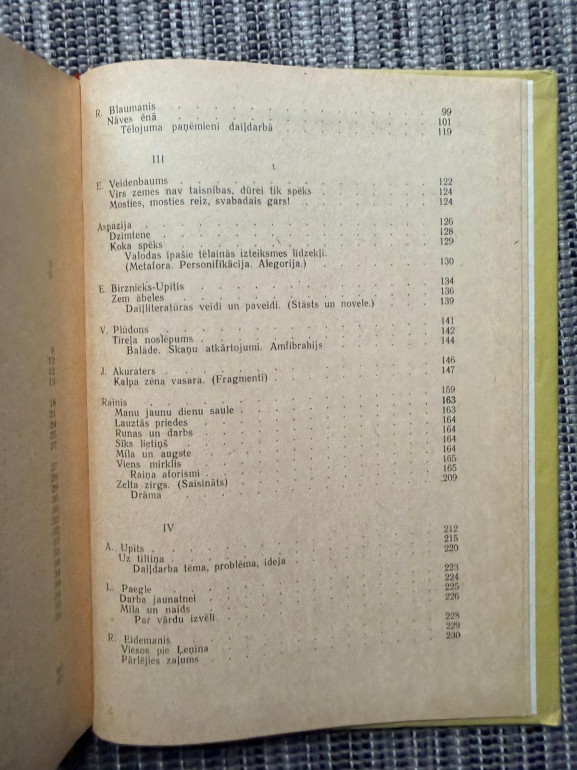 R. Blaumanis 99
Nāves ēnā 101
Tēlojuma paņēmieni daiļdarbā 119
III
E. Veidenbaums 122
Virs zemes nav taisnības, dūrei tik spēks 124
Mosties, mosties reiz, svabadais gars! 124
Aspazija 126
Dzimtene 128
Koka spēks 129
Valodas īpašie tēlainās izteiksmes līdzekļi.
(Metafora. Personifikācija. Alegorija.) 130
E. Birznieks-Upītis 134
Zem ābeles 136
Daiļliteratūras veidi un paveidi. (Stāsts un novele.) 139
V. Plūdons 141
Tīreļa noslēpums 142
Balāde. Skaņu atkārtojumi. Amfibrahijs 144
J. Akuraters 146
Kalpa zēna vasara. (Fragmenti) 147
Rainis 159
Manu jaunu dienu saule 163
Lauztās priedes 163
Runas un darbs 164
Sīks lietiņš 164
Mīla un augste 164
Viens mirklis 164
Raiņa aforismi 165
Zelta zirgs. (Saīsināts) 165
Drāma 209
IV
A. Upīts 212
Uz tiltiņa 215
Daiļdarba tēma, problēma, ideja 220
L. Paegle 223
Darba jaunatnei 224
Mīla un naids 225
Par vārdu izvēli 226
R. Eidemanis 228
Viesos pie Ļeņina 229
Pārlējies zaļums 230
4